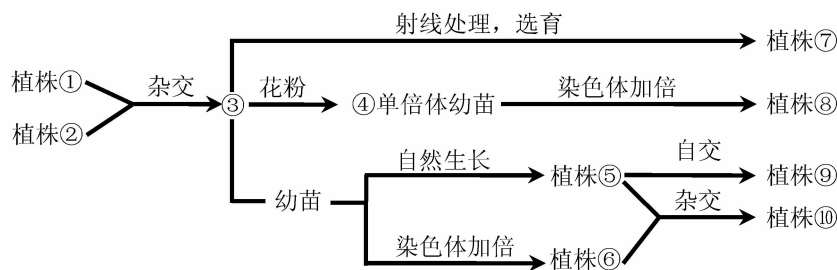 射线处理，选育
植株⑦
植株①
植株②
杂交
③
花粉
④单倍体幼苗
染色体加倍
植株⑧
幼苗
自然生长
植株⑤
自交
植株⑨
杂交
植株⑩
染色体加倍
植株⑥